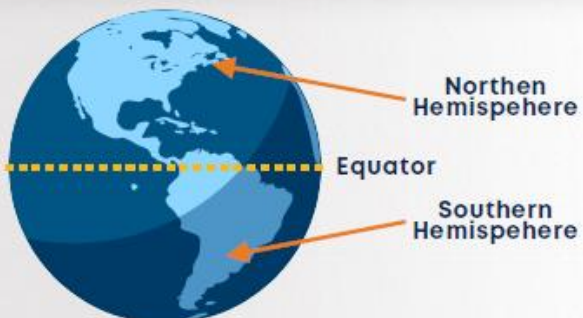 Northen
Hemispehere
Equator
Southern
Hemispehere